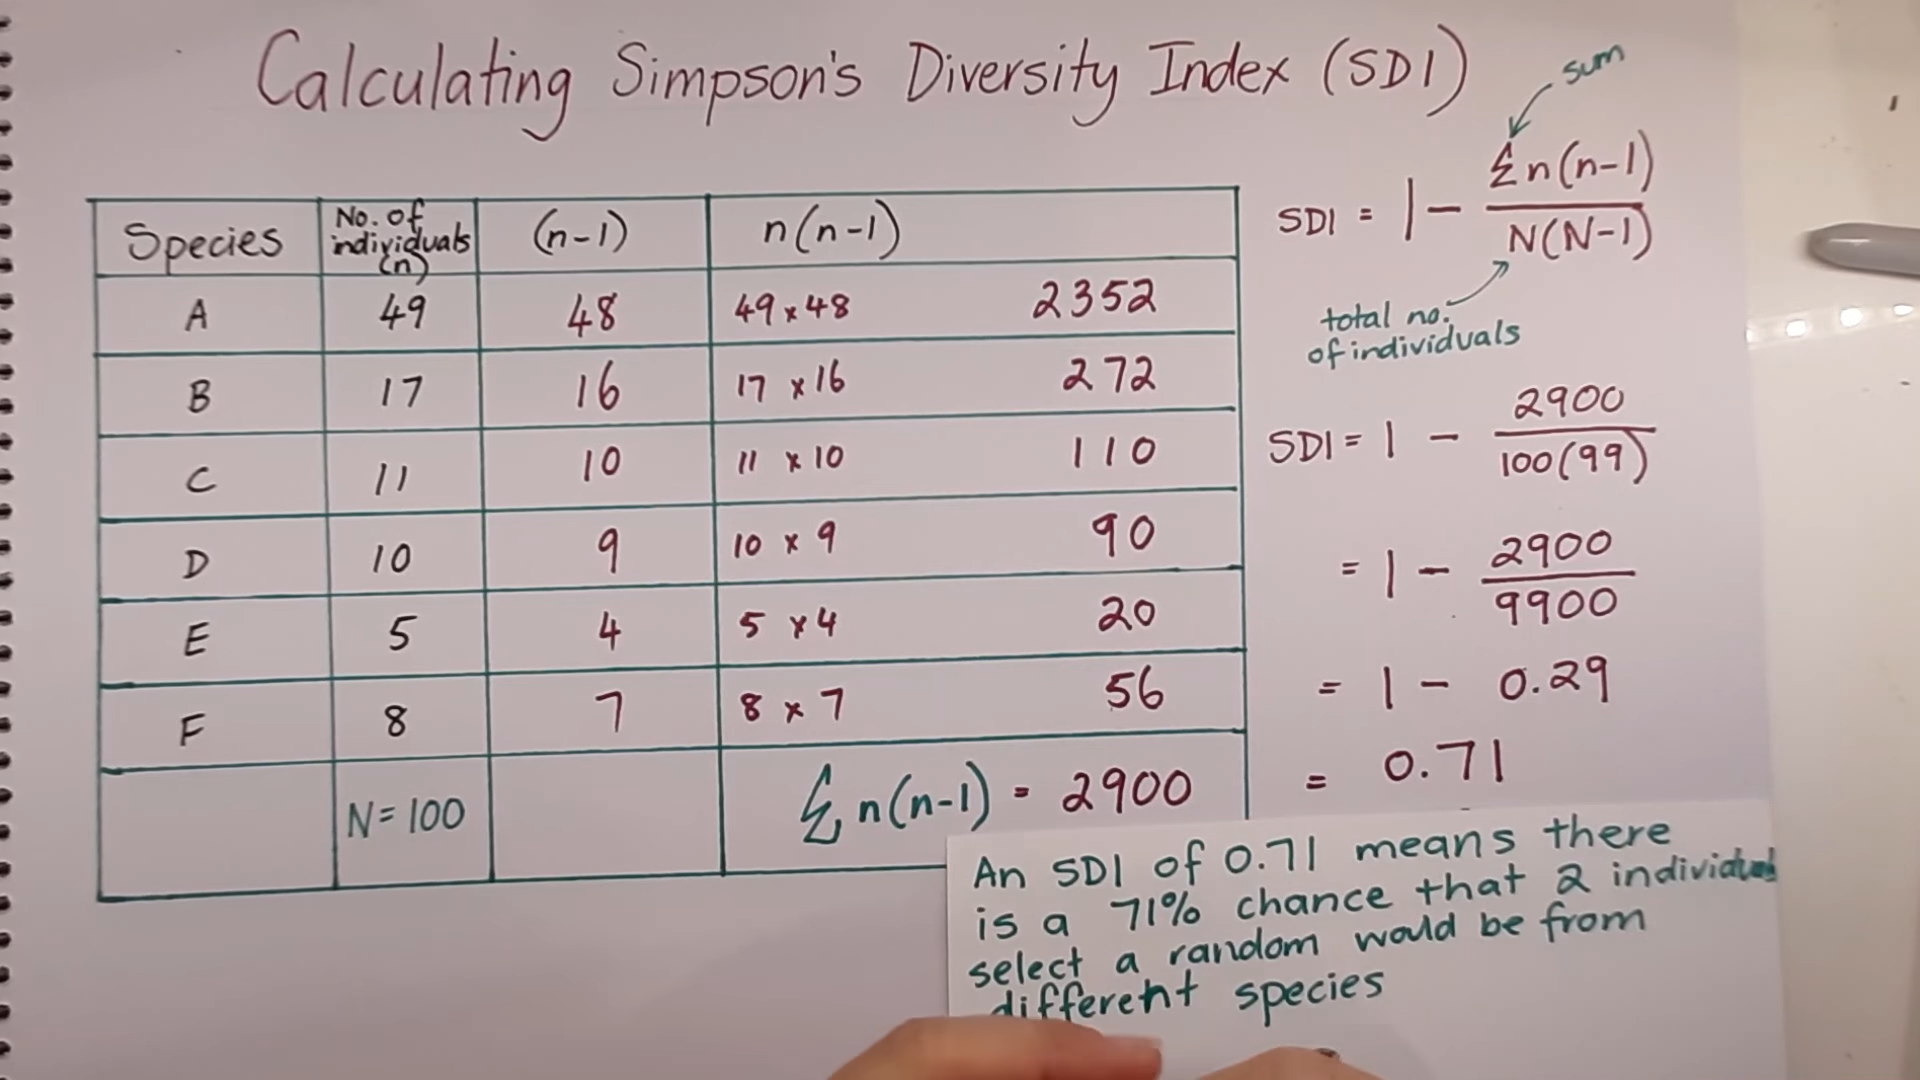 Calculating Simpson's Diversity Index (SDI)
sum
SDI = 1 - Σn(n-1)
N(N-1)
total no.
of individuals
Species No. of individuals (n) (n-1) n(n-1)
A 49 48 49 x 48 2352
B 17 16 17 x 16 272
C 11 10 11 x 10 110
D 10 9 10 x 9 90
E 5 4 5 x 4 20
F 8 7 8 x 7 56
N = 100 Σ n(n-1) = 2900
SDI = 1 - 2900
100(99)
= 1 - 2900
9900
= 1 - 0.29
= 0.71
An SDI of 0.71 means there
is a 71% chance that 2 individuals
select a random would be from
different species